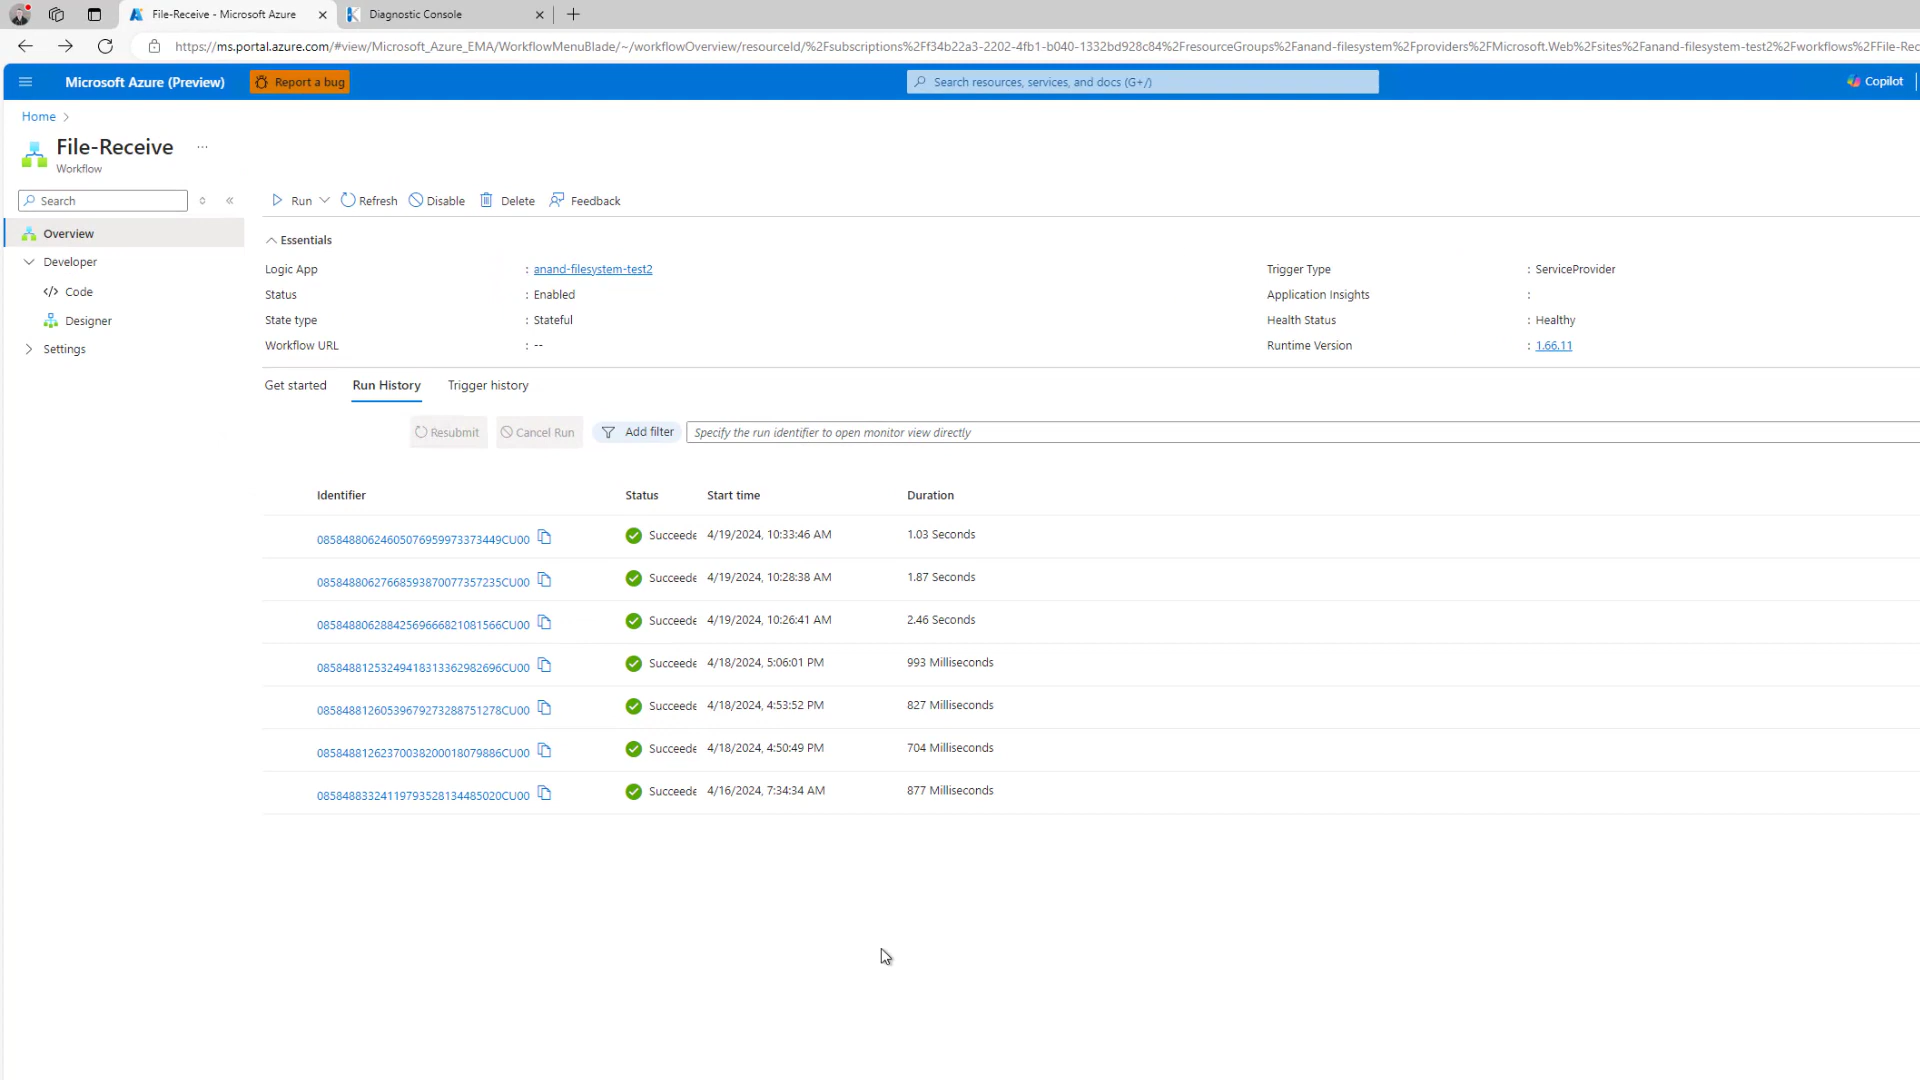 File-Receive - Microsoft Azure
Diagnostic Console
https://ms.portal.azure.com/#view/Microsoft_Azure_EMA/WorkflowMenuBlade/~/workflowOverview/resourceId/%2Fsubscriptions%2Ff34b22a3-2202-4fb1-b040-1332bd928c84%2FresourceGroups%2Fanand-filesystem%2Fproviders%2FMicrosoft.Web%2Fsites%2Fanand-filesystem-test2%2Fworkflows%2FFile-Rec
Microsoft Azure (Preview)
Report a bug
Search resources, services, and docs (G+/)
Copilot
Home
File-Receive
Workflow
Search
Run
Refresh
Disable
Delete
Feedback
Overview
Developer
Code
Designer
Settings
Essentials
Logic App : anand-filesystem-test2
Status : Enabled
State type : Stateful
Workflow URL : --
Trigger Type : ServiceProvider
Application Insights :
Health Status : Healthy
Runtime Version : 1.66.11
Get started
Run History
Trigger history
Resubmit
Cancel Run
Add filter
Specify the run identifier to open monitor view directly
Identifier Status Start time Duration
08584880624605076959973373449CU00 Succeede 4/19/2024, 10:33:46 AM 1.03 Seconds
08584880627668593870077357235CU00 Succeede 4/19/2024, 10:28:38 AM 1.87 Seconds
08584880628842569666821081566CU00 Succeede 4/19/2024, 10:26:41 AM 2.46 Seconds
08584881253249418313362982696CU00 Succeede 4/18/2024, 5:06:01 PM 993 Milliseconds
08584881260539679273288751278CU00 Succeede 4/18/2024, 4:53:52 PM 827 Milliseconds
08584881262370038200018079886CU00 Succeede 4/18/2024, 4:50:49 PM 704 Milliseconds
08584883324119793528134485020CU00 Succeede 4/16/2024, 7:34:34 AM 877 Milliseconds